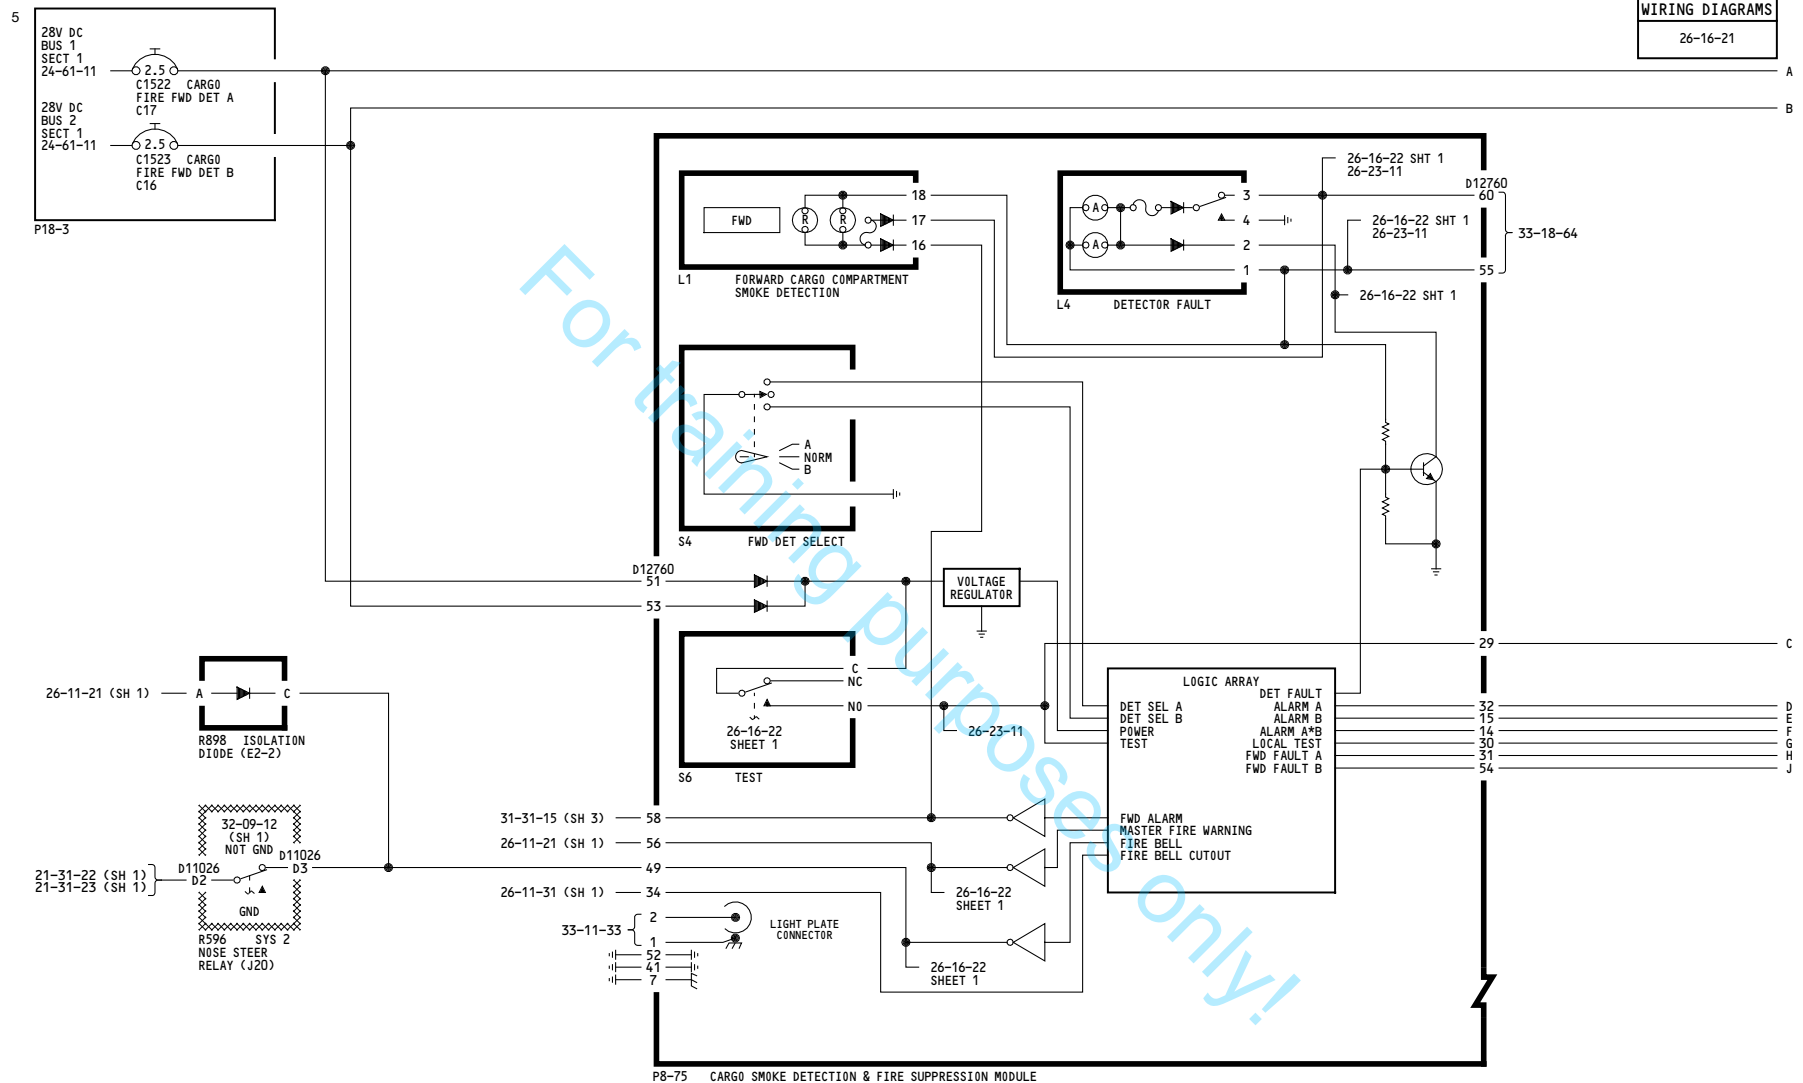 5
WIRING DIAGRAMS
26-16-21
28V DC
BUS 1
SECT 1
24-61-11
2.5
C1522 CARGO
FIRE FWD DET A
C17
28V DC
BUS 2
SECT 1
24-61-11
2.5
C1523 CARGO
FIRE FWD DET B
C16
P18-3
A
B
FWD
R
R
18
17
16
L1
FORWARD CARGO COMPARTMENT
SMOKE DETECTION
A
A
3
4
2
1
L4
DETECTOR FAULT
26-16-22 SHT 1
26-23-11
D12760
60
26-16-22 SHT 1
26-23-11
33-18-64
55
26-16-22 SHT 1
A
NORM
B
S4
FWD DET SELECT
D12760
51
53
VOLTAGE
REGULATOR
C
NC
NO
26-16-22
SHEET 1
S6
TEST
26-23-11
29
C
26-11-21 (SH 1)
A
C
R898 ISOLATION
DIODE (E2-2)
LOGIC ARRAY
DET SEL A
DET SEL B
POWER
TEST
DET FAULT
ALARM A
ALARM B
ALARM A*B
LOCAL TEST
FWD FAULT A
FWD FAULT B
32
15
14
30
31
54
D
E
F
G
H
J
FWD ALARM
MASTER FIRE WARNING
FIRE BELL
FIRE BELL CUTOUT
32-09-12
(SH 1)
NOT GND
D11026
D3
D11026
D2
21-31-22 (SH 1)
21-31-23 (SH 1)
GND
R596 SYS 2
NOSE STEER
RELAY (J20)
31-31-15 (SH 3)
58
26-11-21 (SH 1)
56
49
26-11-31 (SH 1)
34
26-16-22
SHEET 1
33-11-33
2
1
LIGHT PLATE
CONNECTOR
52
41
7
26-16-22
SHEET 1
P8-75 CARGO SMOKE DETECTION & FIRE SUPPRESSION MODULE
For training purposes only!